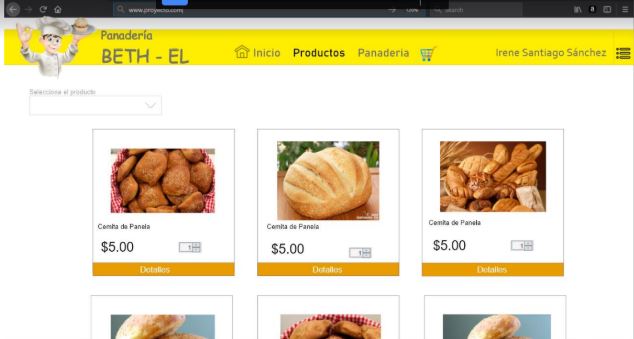 www.proyecto.com|
Search
Panadería
BETH - EL
Inicio Productos Panaderia
Irene Santiago Sánchez
Seleccione el producto
Cemita de Panela
$5.00 1
Detalles
Cemita de Panela
$5.00 1
Detalles
Cemita de Panela
$5.00 1
Detalles